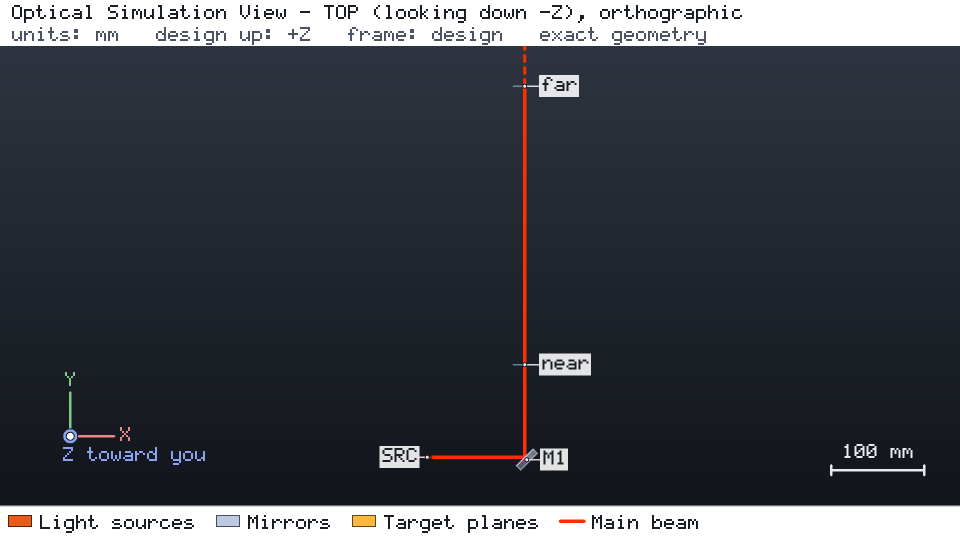 Optical Simulation View - TOP (looking down -Z), orthographic
units: mm   design up: +Z   frame: design   exact geometry
far
near
Y
X
Z toward you
SRC
M1
100 mm
Light sources   Mirrors   Target planes   Main beam